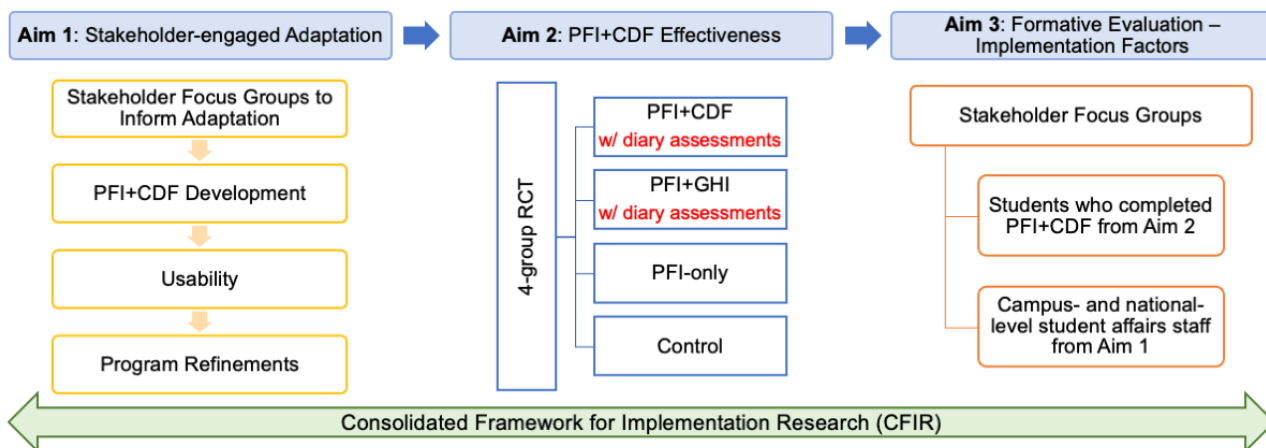 Aim 1: Stakeholder-engaged Adaptation
Stakeholder Focus Groups to
Inform Adaptation
PFI+CDF Development
Usability
Program Refinements
Aim 2: PFI+CDF Effectiveness
4-group RCT
PFI+CDF
w/ diary assessments
PFI+GHI
w/ diary assessments
PFI-only
Control
Aim 3: Formative Evaluation –
Implementation Factors
Stakeholder Focus Groups
Students who completed
PFI+CDF from Aim 2
Campus- and national-
level student affairs staff
from Aim 1
Consolidated Framework for Implementation Research (CFIR)